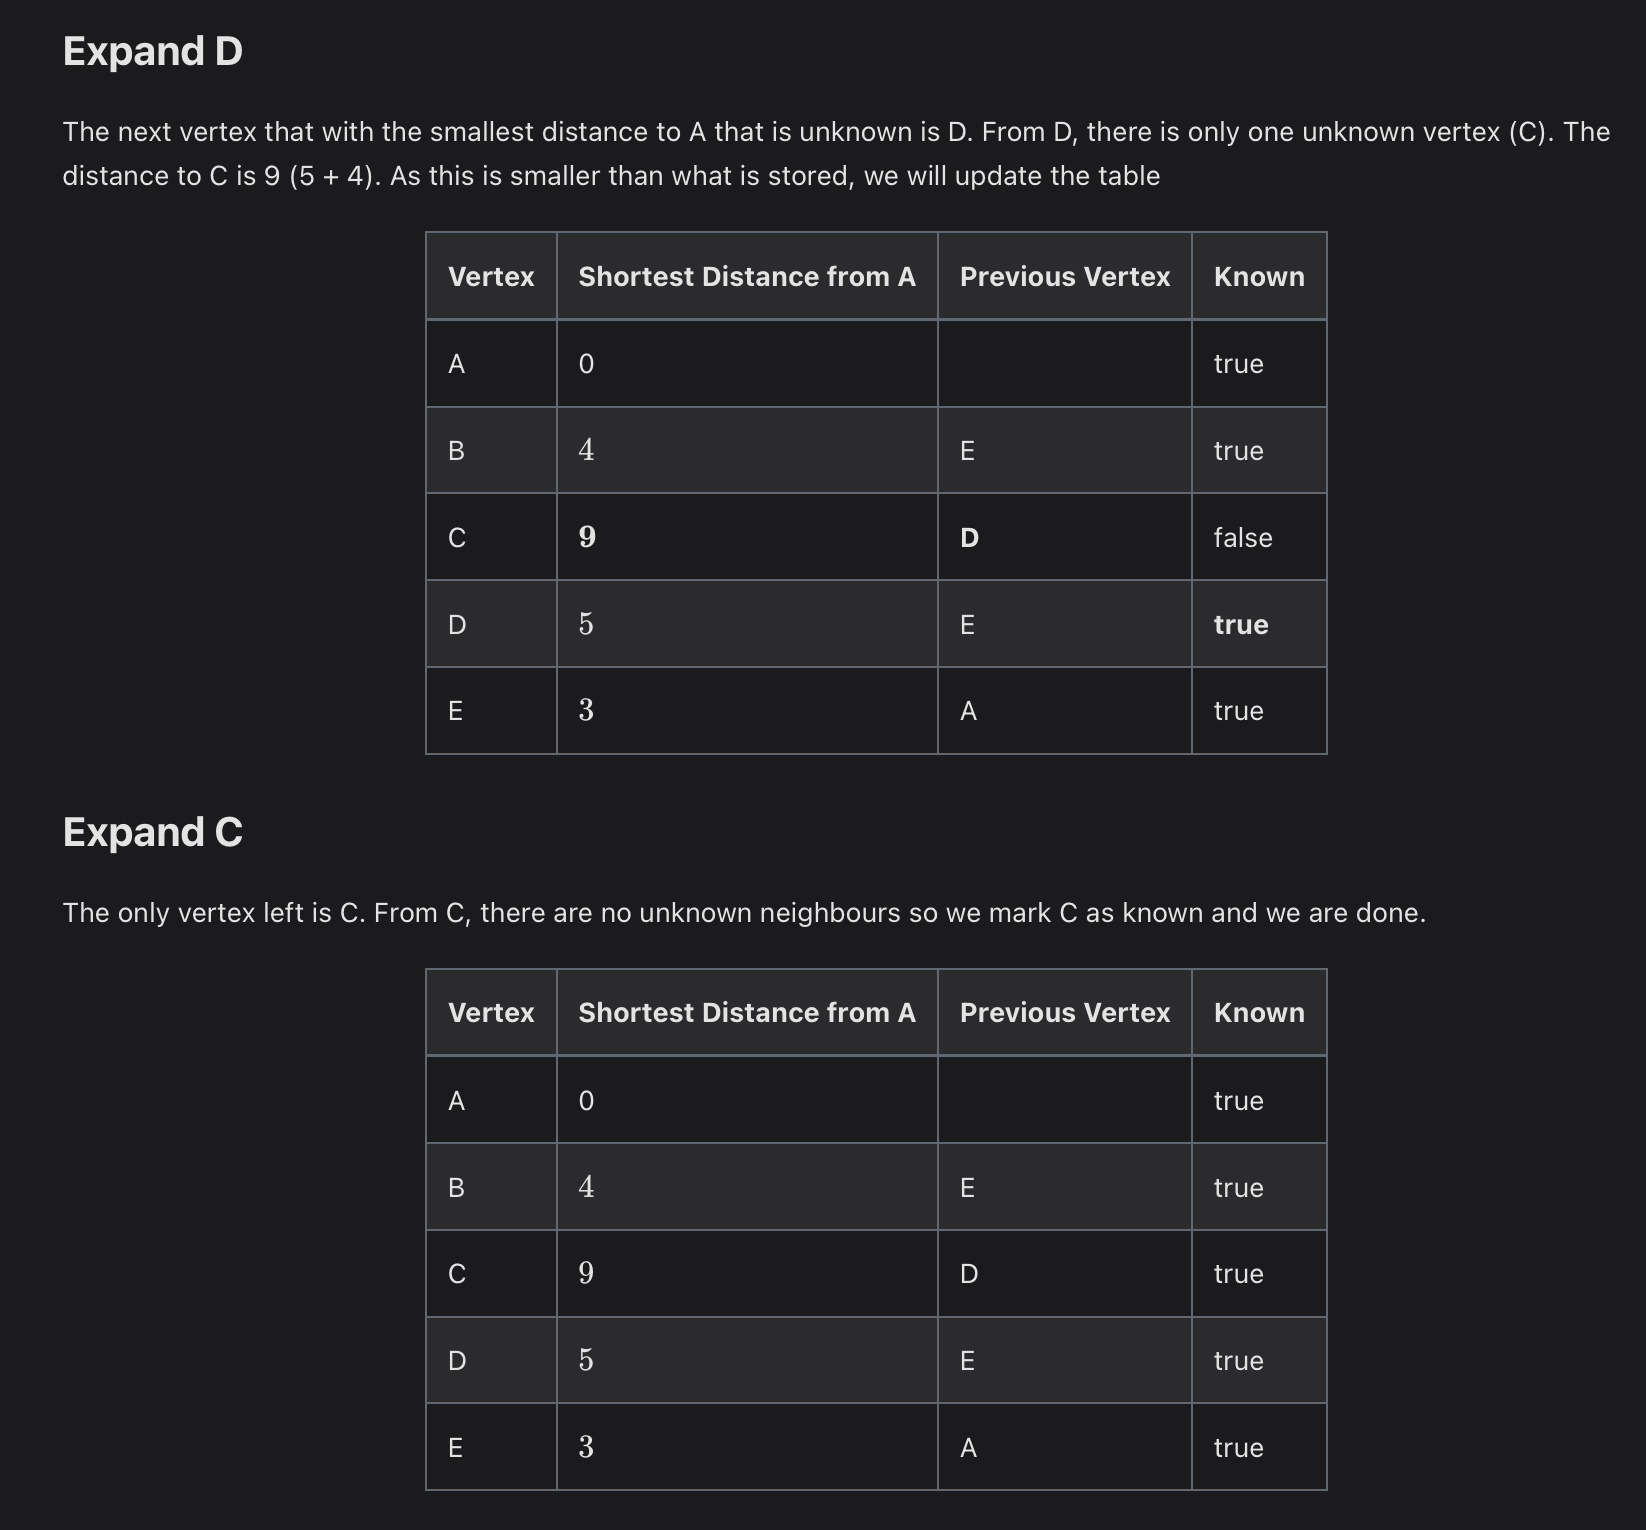 Expand D
The next vertex that with the smallest distance to A that is unknown is D. From D, there is only one unknown vertex (C). The
distance to C is 9 (5 + 4). As this is smaller than what is stored, we will update the table
Vertex Shortest Distance from A Previous Vertex Known
A 0 true
B 4 E true
C 9 D false
D 5 E true
E 3 A true
Expand C
The only vertex left is C. From C, there are no unknown neighbours so we mark C as known and we are done.
Vertex Shortest Distance from A Previous Vertex Known
A 0 true
B 4 E true
C 9 D true
D 5 E true
E 3 A true